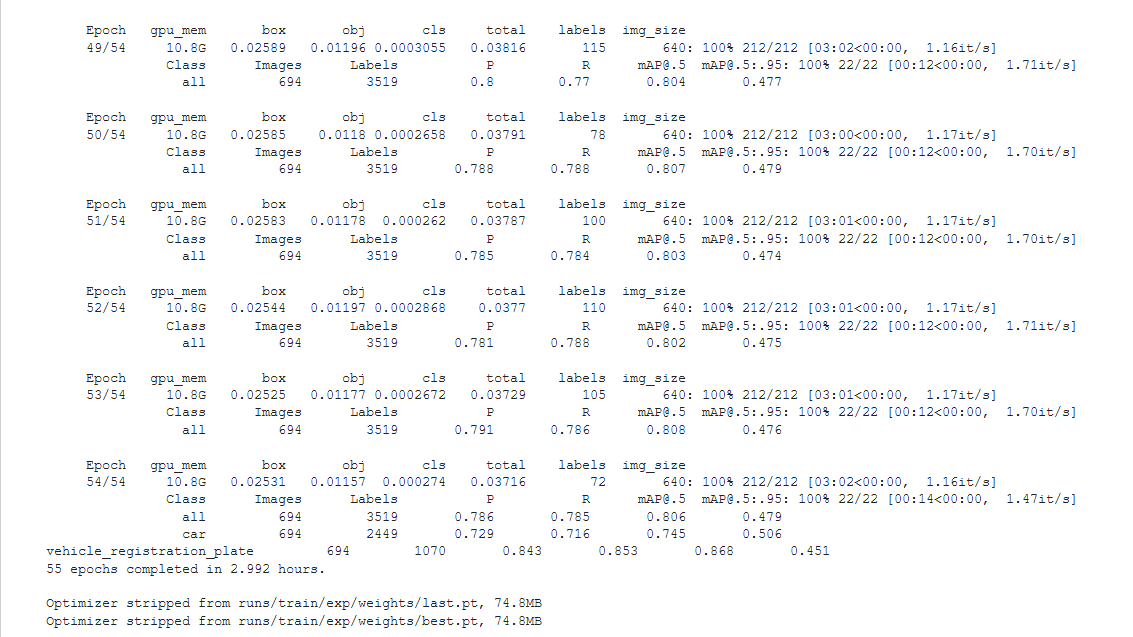 Epoch gpu_mem box obj cls total labels img_size
49/54 10.8G 0.02589 0.01196 0.0003055 0.03816 115 640: 100% 212/212 [03:02<00:00, 1.16it/s]
Class Images Labels P R mAP@.5 mAP@.5:.95: 100% 22/22 [00:12<00:00, 1.71it/s]
all 694 3519 0.8 0.77 0.804 0.477
Epoch gpu_mem box obj cls total labels img_size
50/54 10.8G 0.02585 0.0118 0.0002658 0.03791 78 640: 100% 212/212 [03:00<00:00, 1.17it/s]
Class Images Labels P R mAP@.5 mAP@.5:.95: 100% 22/22 [00:12<00:00, 1.70it/s]
all 694 3519 0.788 0.788 0.807 0.479
Epoch gpu_mem box obj cls total labels img_size
51/54 10.8G 0.02583 0.01178 0.000262 0.03787 100 640: 100% 212/212 [03:01<00:00, 1.17it/s]
Class Images Labels P R mAP@.5 mAP@.5:.95: 100% 22/22 [00:12<00:00, 1.70it/s]
all 694 3519 0.785 0.784 0.803 0.474
Epoch gpu_mem box obj cls total labels img_size
52/54 10.8G 0.02544 0.01197 0.0002868 0.0377 110 640: 100% 212/212 [03:01<00:00, 1.17it/s]
Class Images Labels P R mAP@.5 mAP@.5:.95: 100% 22/22 [00:12<00:00, 1.71it/s]
all 694 3519 0.781 0.788 0.802 0.475
Epoch gpu_mem box obj cls total labels img_size
53/54 10.8G 0.02525 0.01177 0.0002672 0.03729 105 640: 100% 212/212 [03:01<00:00, 1.17it/s]
Class Images Labels P R mAP@.5 mAP@.5:.95: 100% 22/22 [00:12<00:00, 1.70it/s]
all 694 3519 0.791 0.786 0.808 0.476
Epoch gpu_mem box obj cls total labels img_size
54/54 10.8G 0.02531 0.01157 0.000274 0.03716 72 640: 100% 212/212 [03:02<00:00, 1.16it/s]
Class Images Labels P R mAP@.5 mAP@.5:.95: 100% 22/22 [00:14<00:00, 1.47it/s]
all 694 3519 0.786 0.785 0.806 0.479
car 694 2449 0.729 0.716 0.745 0.506
vehicle_registration_plate 694 1070 0.843 0.853 0.868 0.451
55 epochs completed in 2.992 hours.
Optimizer stripped from runs/train/exp/weights/last.pt, 74.8MB
Optimizer stripped from runs/train/exp/weights/best.pt, 74.8MB